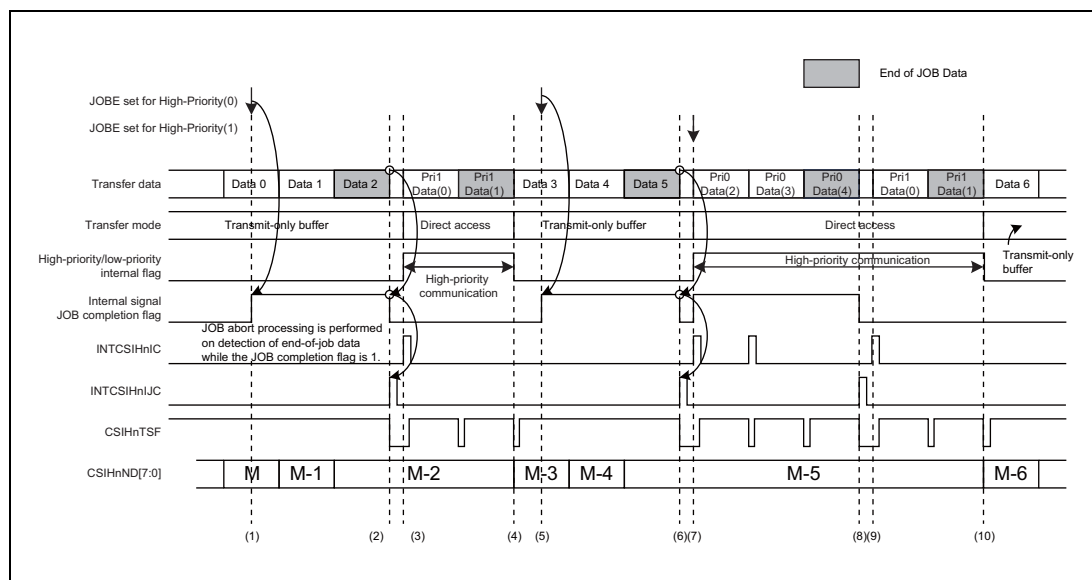 End of JOB Data
JOBE set for High-Priority(0)
JOBE set for High-Priority(1)
Transfer data
Data 0
Data 1
Data 2
Pri1
Data(0)
Pri1
Data(1)
Data 3
Data 4
Data 5
Pri0
Data(2)
Pri0
Data(3)
Pri0
Data(4)
Pri1
Data(0)
Pri1
Data(1)
Data 6
Transfer mode
Transmit-only buffer
Direct access
Transmit-only buffer
Direct access
Transmit-only
buffer
High-priority/low-priority
internal flag
High-priority
communication
High-priority communication
Internal signal
JOB completion flag
JOB abort processing is performed
on detection of end-of-job data
while the JOB completion flag is 1.
INTCSIHnIC
INTCSIHnIJC
CSIHnTSF
CSIHnND[7:0]
M
M-1
M-2
M-3
M-4
M-5
M-6
(1)
(2)
(3)
(4)
(5)
(6)
(7)
(8)
(9)
(10)